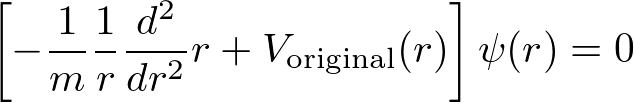 $$\left[ -\frac{1}{m} \frac{1}{r} \frac{d^2}{dr^2} r + V_{\text{original}}(r) \right] \psi(r) = 0$$